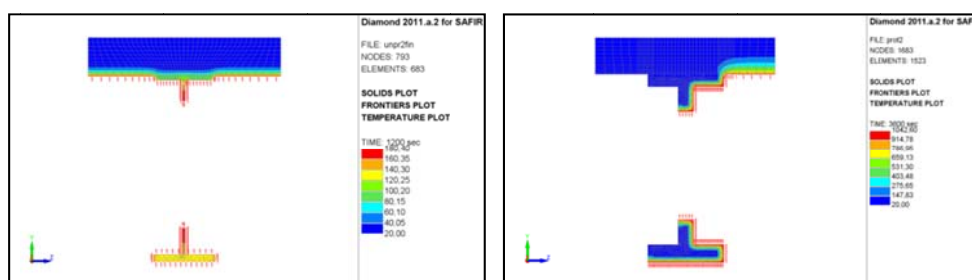 Diamond 2011.a.2 for SAFIR
FILE: unpr2fin
NODES: 793
ELEMENTS: 683
SOLIDS PLOT
FRONTIERS PLOT
TEMPERATURE PLOT
TIME: 1200 sec
180,40
160,35
140,30
120,25
100,20
80,15
60,10
40,05
20,00
Diamond 2011.a.2 for SAFIR
FILE: prot2
NODES: 1663
ELEMENTS: 1523
SOLIDS PLOT
FRONTIERS PLOT
TEMPERATURE PLOT
TIME: 3600 sec
1042,60
914,78
786,96
659,13
531,30
403,48
275,65
147,83
20,00